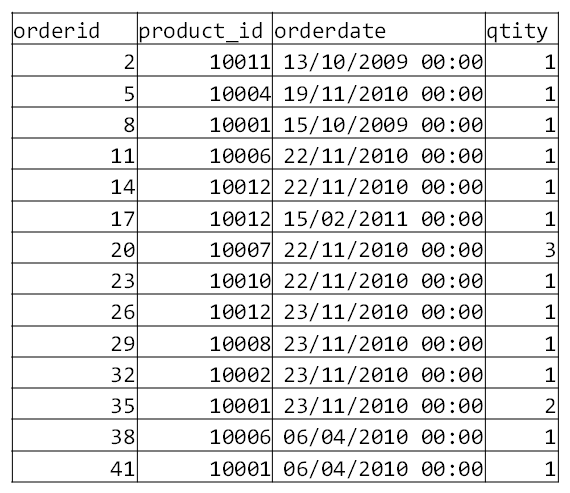 orderid product_id orderdate qtity
2 10011 13/10/2009 00:00 1
5 10004 19/11/2010 00:00 1
8 10001 15/10/2009 00:00 1
11 10006 22/11/2010 00:00 1
14 10012 22/11/2010 00:00 1
17 10012 15/02/2011 00:00 1
20 10007 22/11/2010 00:00 3
23 10010 22/11/2010 00:00 1
26 10012 23/11/2010 00:00 1
29 10008 23/11/2010 00:00 1
32 10002 23/11/2010 00:00 1
35 10001 23/11/2010 00:00 2
38 10006 06/04/2010 00:00 1
41 10001 06/04/2010 00:00 1